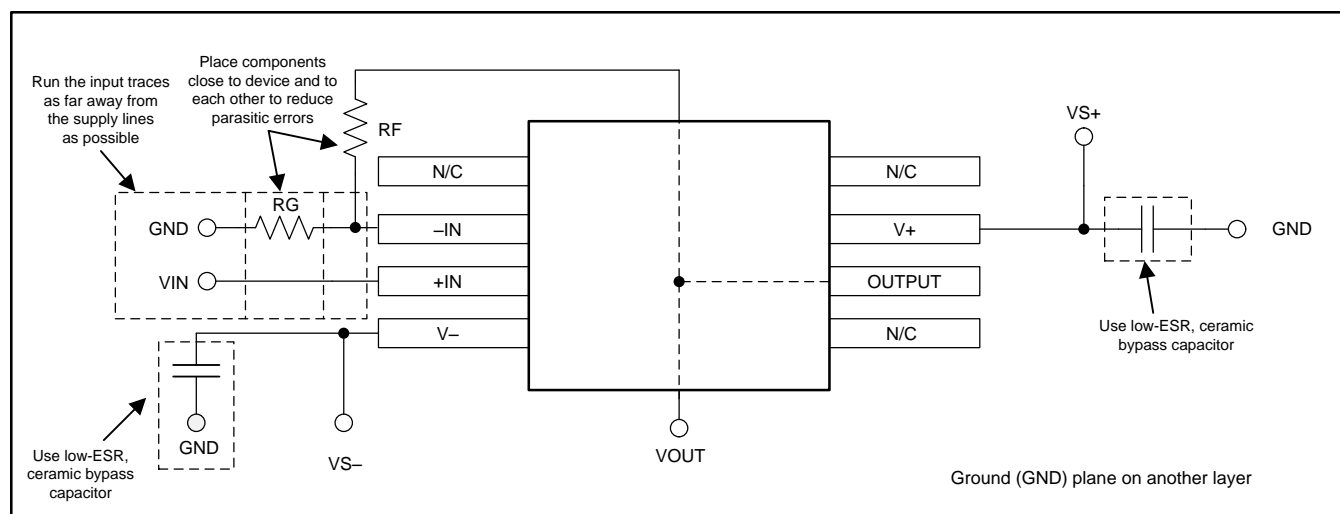 Run the input traces
as far away from
the supply lines
as possible
Place components
close to device and to
each other to reduce
parasitic errors
RF
VS+
N/C
N/C
RG
GND
–IN
V+
GND
VIN
+IN
OUTPUT
V–
N/C
Use low-ESR, ceramic
bypass capacitor
GND
VS–
VOUT
Use low-ESR,
ceramic bypass
capacitor
Ground (GND) plane on another layer